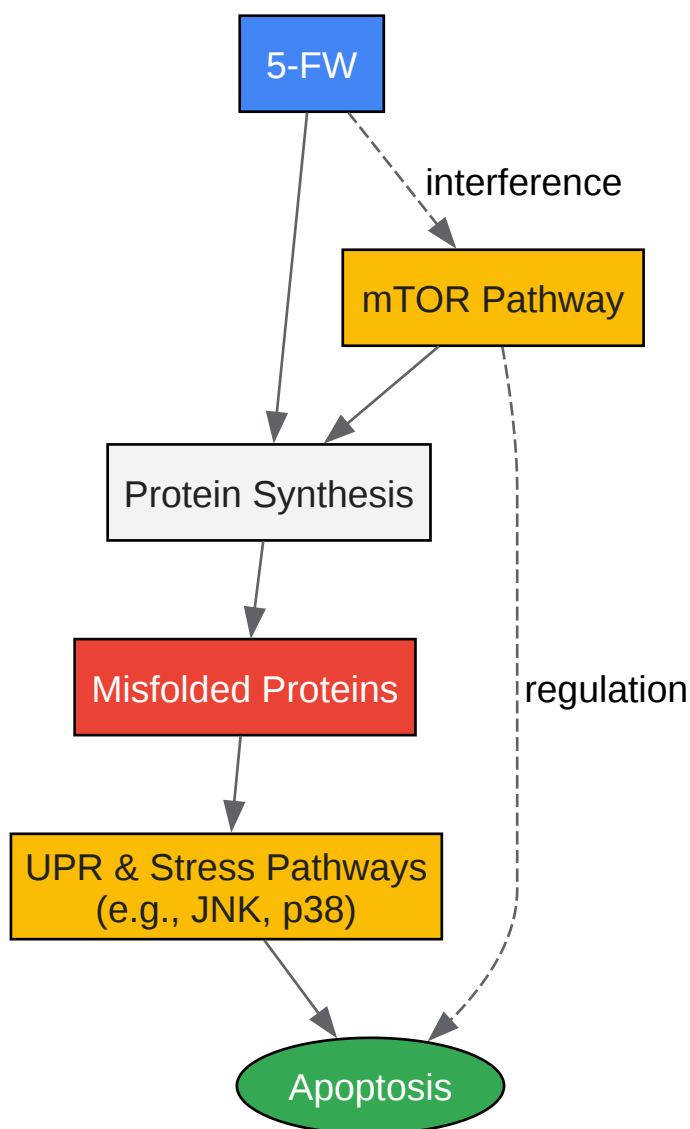 5-FW
interference
mTOR Pathway
Protein Synthesis
Misfolded Proteins
regulation
UPR & Stress Pathways
(e.g., JNK, p38)
Apoptosis